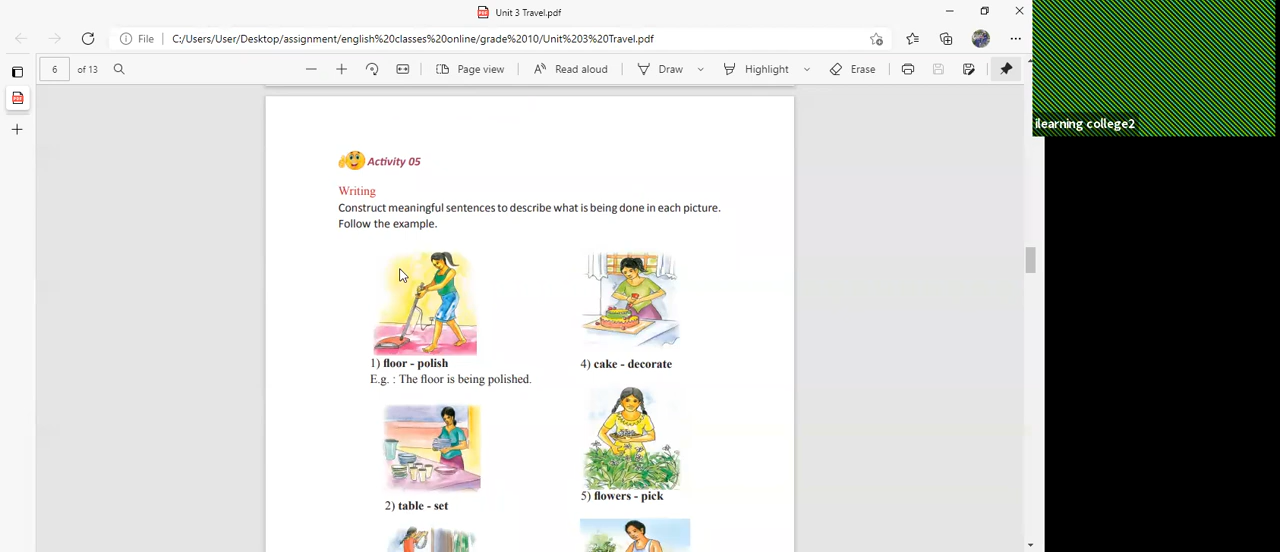 Unit 3 Travel.pdf
File C:/Users/User/Desktop/assignment/english%20classes%20online/grade%2010/Unit%203%20Travel.pdf
6 of 13 Page view Read aloud Draw Highlight Erase
ilearning college2
Activity 05
Writing
Construct meaningful sentences to describe what is being done in each picture.
Follow the example.
1) floor - polish
E.g. : The floor is being polished.
2) table - set
4) cake - decorate
5) flowers - pick